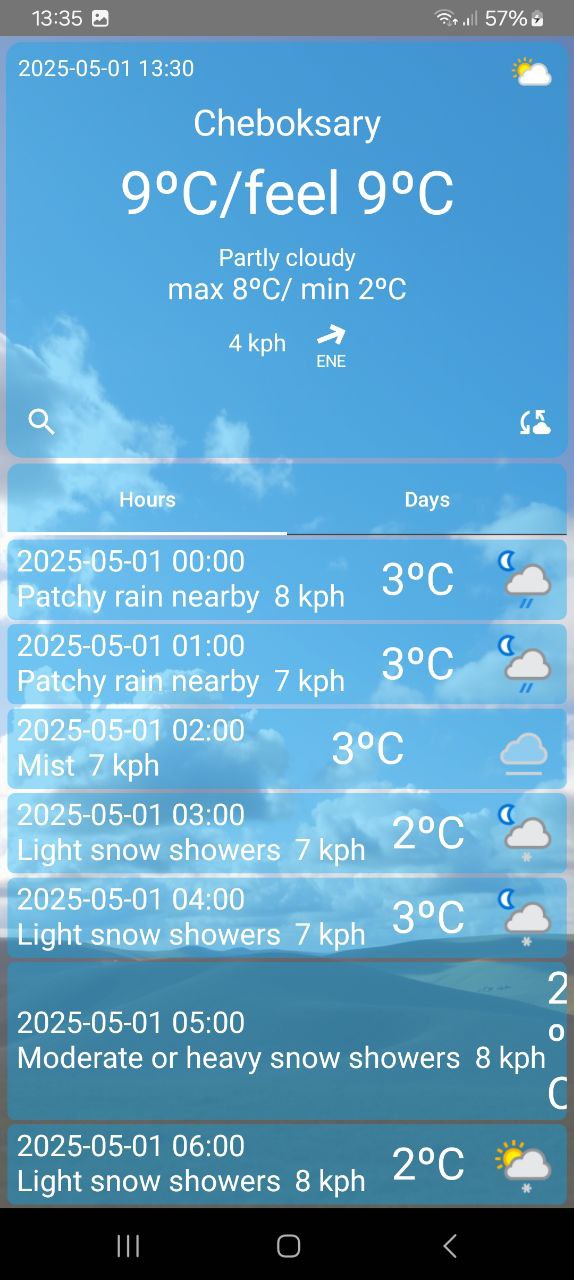 13:35 57%
2025-05-01 13:30
Cheboksary
9ºC/feel 9ºC
Partly cloudy
max 8ºC/ min 2ºC
4 kph
ENE
Hours Days
2025-05-01 00:00
Patchy rain nearby 8 kph 3ºC
2025-05-01 01:00
Patchy rain nearby 7 kph 3ºC
2025-05-01 02:00
Mist 7 kph 3ºC
2025-05-01 03:00
Light snow showers 7 kph 2ºC
2025-05-01 04:00
Light snow showers 7 kph 3ºC
2025-05-01 05:00
Moderate or heavy snow showers 8 kph
2
º
C
2025-05-01 06:00
Light snow showers 8 kph 2ºC